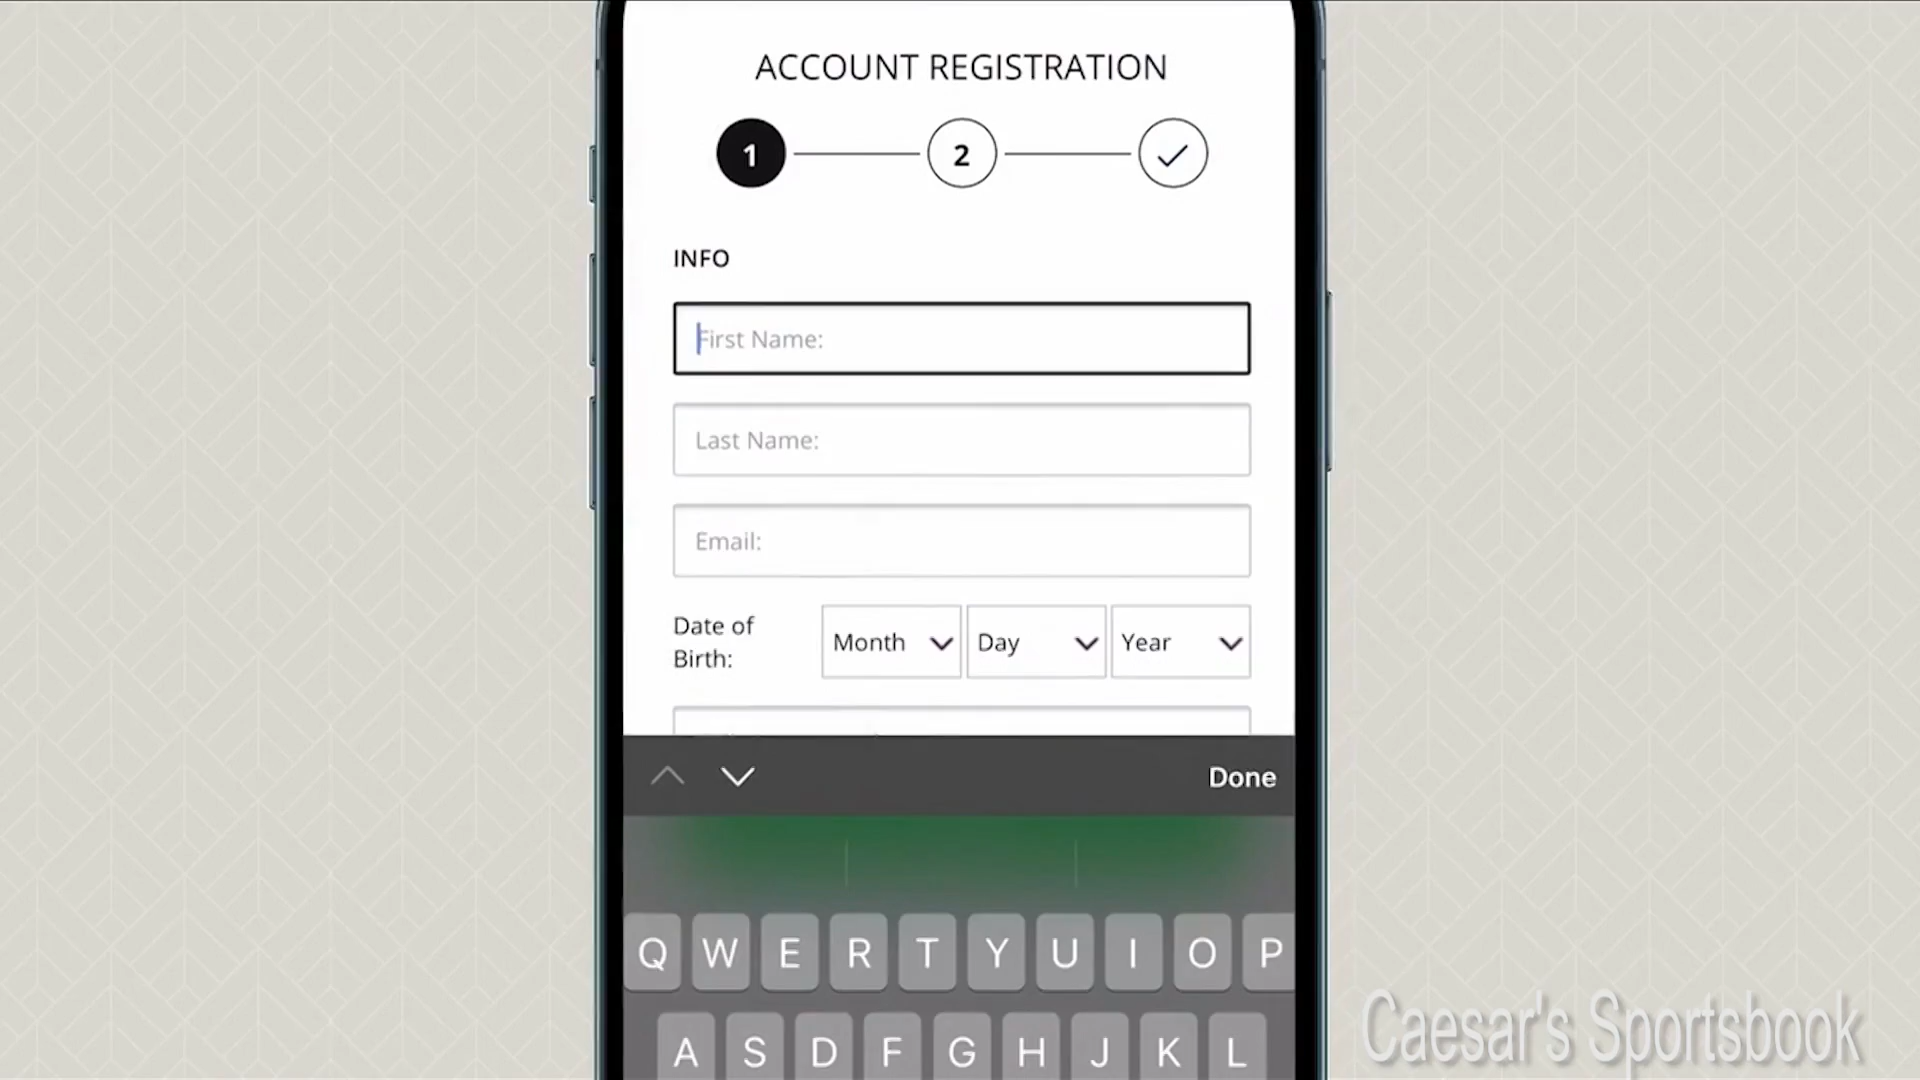 ACCOUNT REGISTRATION
1
2
INFO
First Name:
Last Name:
Email:
Date of
Birth:
Month
Day
Year
Done
Q W E R T Y U I O P
A S D F G H J K L
Caesar's Sportsbook